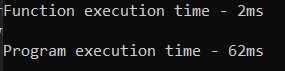 Function execution time - 2ms
Program execution time - 62ms